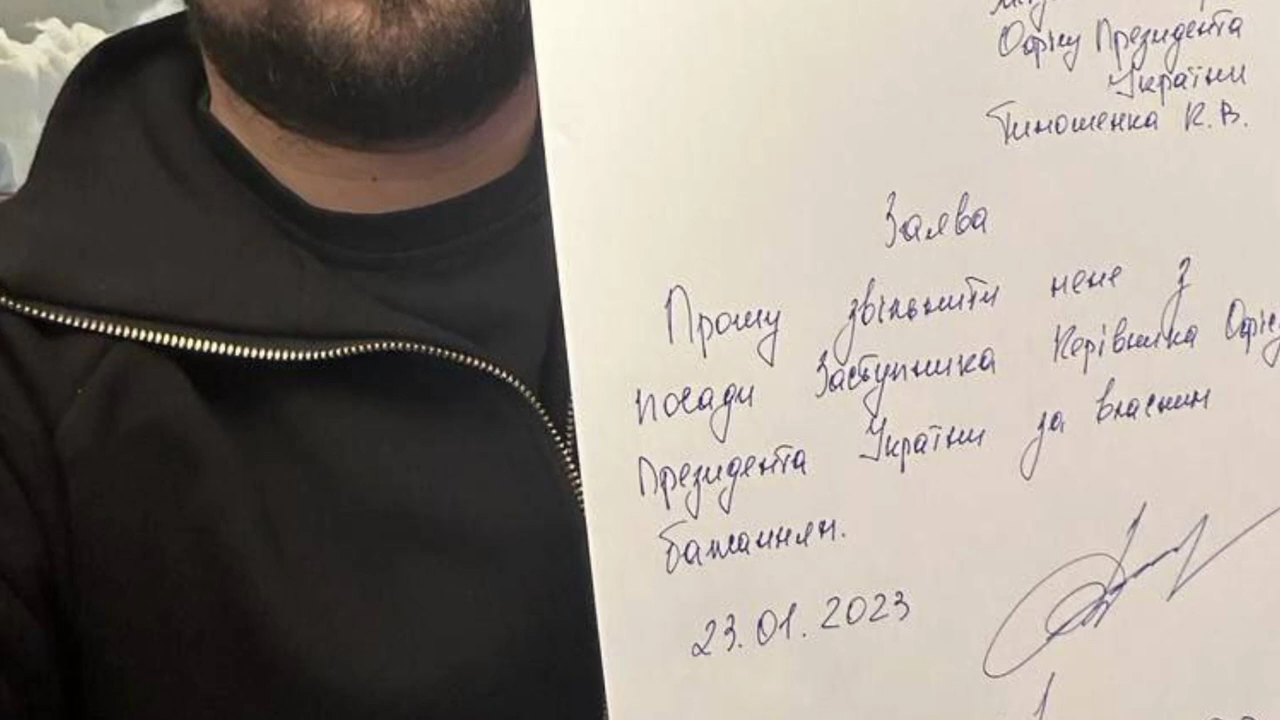 Офісу Президента
України
Тимошенка К. В.
Заява
Прошу звільнити мене з
посади Заступника Керівника Офісу
Президента України за власним
бажанням.
23.01.2023